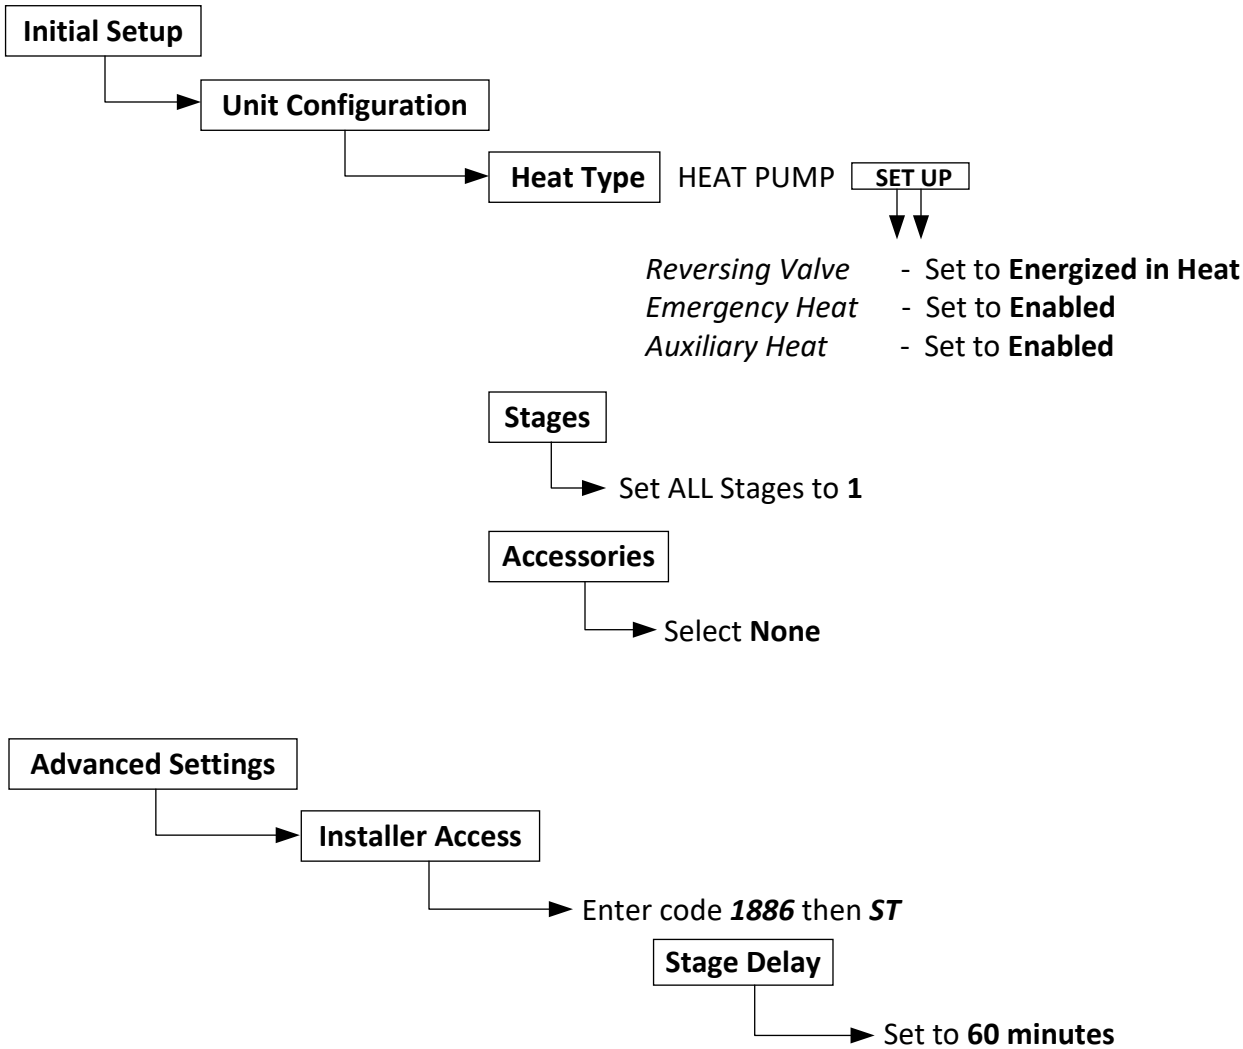 Initial Setup
Unit Configuration
Heat Type HEAT PUMP SET UP
Reversing Valve - Set to Energized in Heat
Emergency Heat - Set to Enabled
Auxiliary Heat - Set to Enabled
Stages
Set ALL Stages to 1
Accessories
Select None
Advanced Settings
Installer Access
Enter code 1886 then ST
Stage Delay
Set to 60 minutes